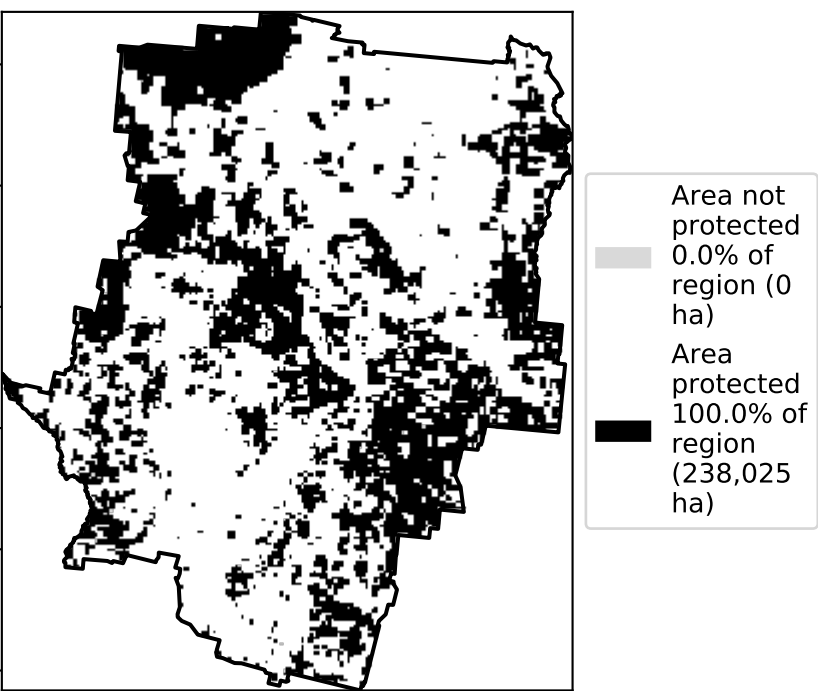 Area not
protected
0.0% of
region (0
ha)
Area
protected
100.0% of
region
(238,025
ha)